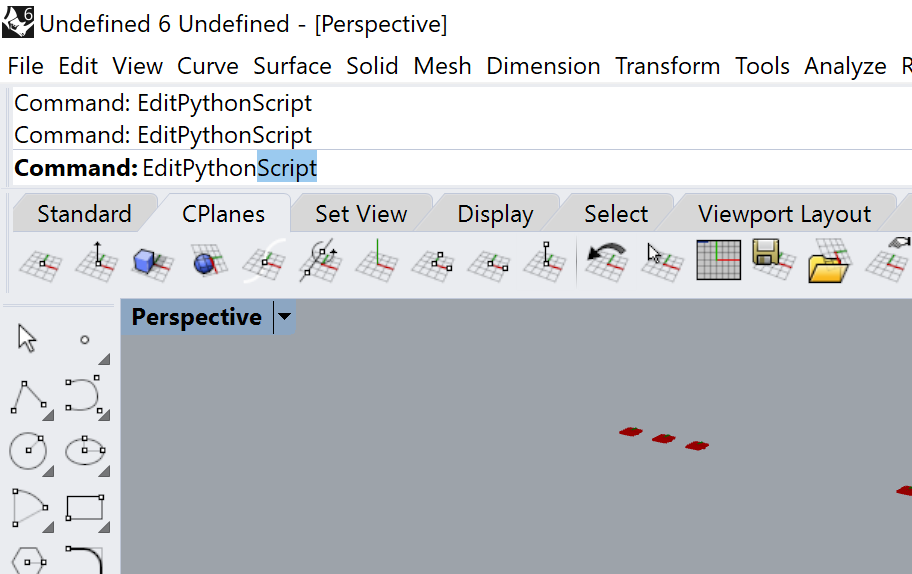 6 Undefined 6 Undefined - [Perspective]
File Edit View Curve Surface Solid Mesh Dimension Transform Tools Analyze R
Command: EditPythonScript
Command: EditPythonScript
Command: EditPythonScript
Standard CPlanes Set View Display Select Viewport Layout
Perspective